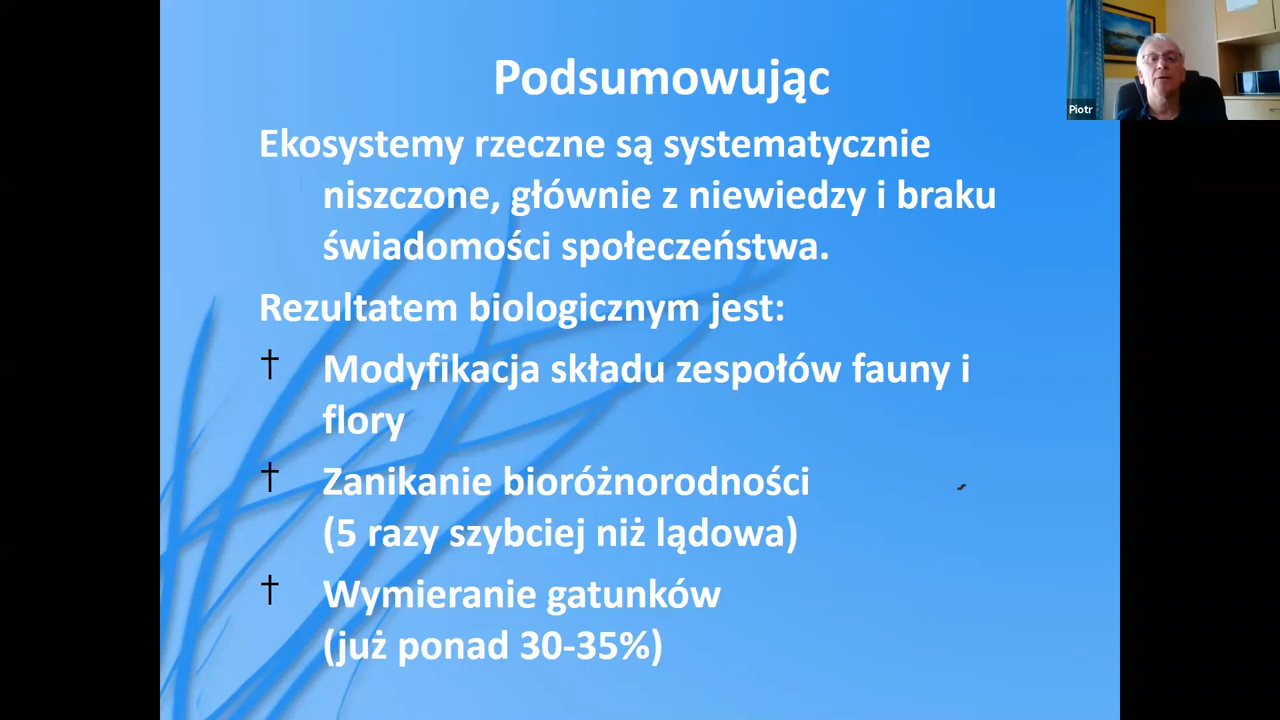 Podsumowując
Piotr
Ekosystemy rzeczne są systematycznie
niszczone, głównie z niewiedzy i braku
świadomości społeczeństwa.
Rezultatem biologicznym jest:
† Modyfikacja składu zespołów fauny i
flory
† Zanikanie bioróżnorodności
(5 razy szybciej niż lądowa)
† Wymieranie gatunków
(już ponad 30-35%)